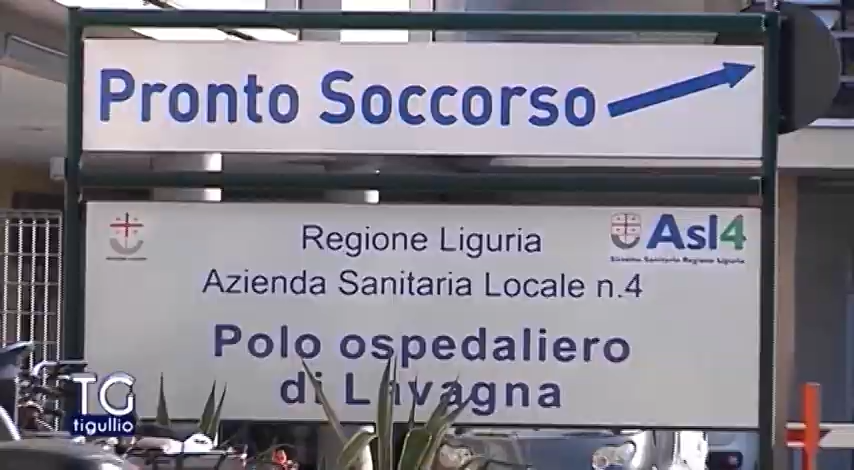 Pronto Soccorso
Regione Liguria
Asl4
Sistema Sanitario Regione Liguria
Azienda Sanitaria Locale n.4
Polo ospedaliero
di Lavagna
TG
tigullio